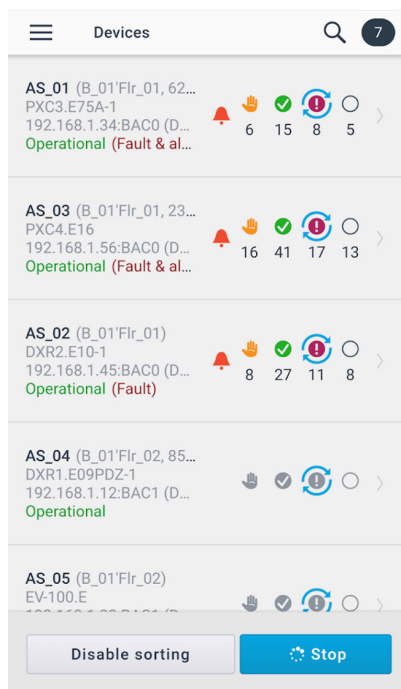 Devices
7
AS_01 (B_01'Flr_01, 62...
PXC3.E75A-1
192.168.1.34:BAC0 (D...
Operational (Fault & al...
6 15 8 5
AS_03 (B_01'Flr_01, 23...
PXC4.E16
192.168.1.56:BAC0 (D...
Operational (Fault & al...
16 41 17 13
AS_02 (B_01'Flr_01)
DXR2.E10-1
192.168.1.45:BAC0 (D...
Operational (Fault)
8 27 11 8
AS_04 (B_01'Flr_02, 85...
DXR1.E09PDZ-1
192.168.1.12:BAC1 (D...
Operational
AS_05 (B_01'Flr_02)
EV-100.E
Disable sorting
Stop